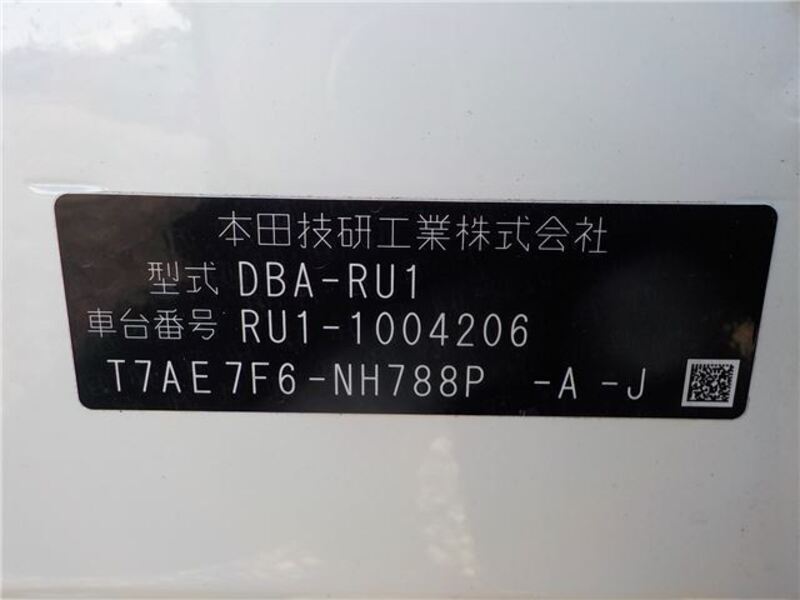 本田技研工業株式会社
型式 DBA-RU1
車台番号 RU1-1004206
T7AE7F6-NH788P -A -J